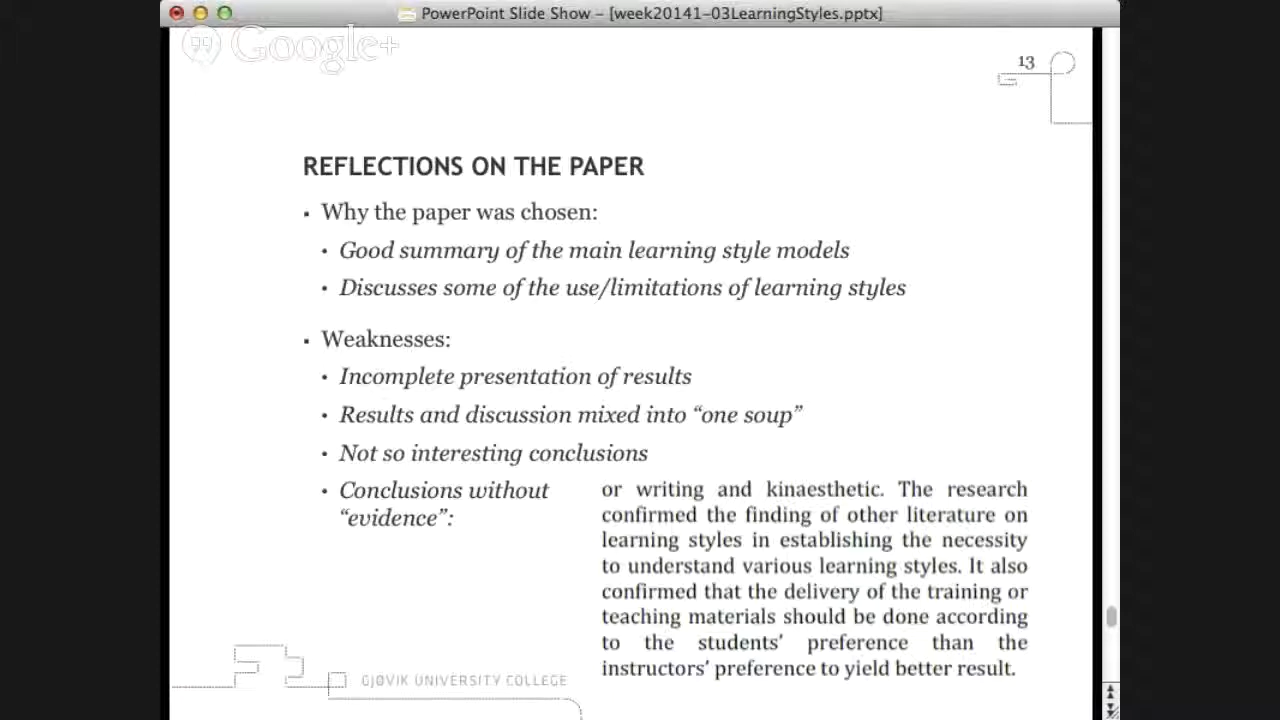 PowerPoint Slide Show – [week20141-03LearningStyles.pptx]
Google+
13
REFLECTIONS ON THE PAPER
▪ Why the paper was chosen:
• Good summary of the main learning style models
• Discusses some of the use/limitations of learning styles
▪ Weaknesses:
• Incomplete presentation of results
• Results and discussion mixed into “one soup”
• Not so interesting conclusions
• Conclusions without
“evidence”:
or writing and kinaesthetic. The research
confirmed the finding of other literature on
learning styles in establishing the necessity
to understand various learning styles. It also
confirmed that the delivery of the training or
teaching materials should be done according
to the students’ preference than the
instructors’ preference to yield better result.
GJØVIK UNIVERSITY COLLEGE